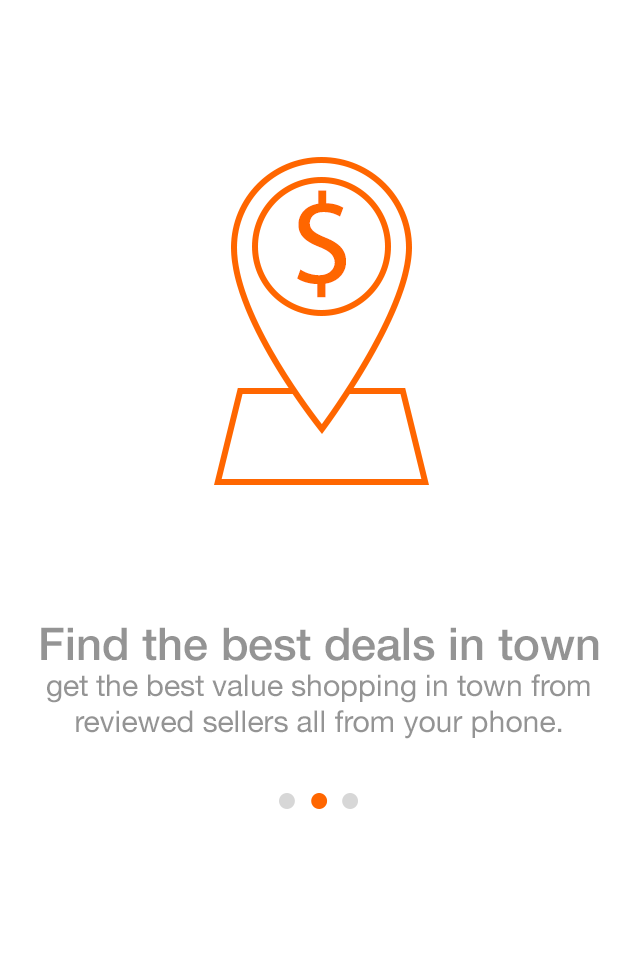 $
Find the best deals in town
get the best value shopping in town from
reviewed sellers all from your phone.